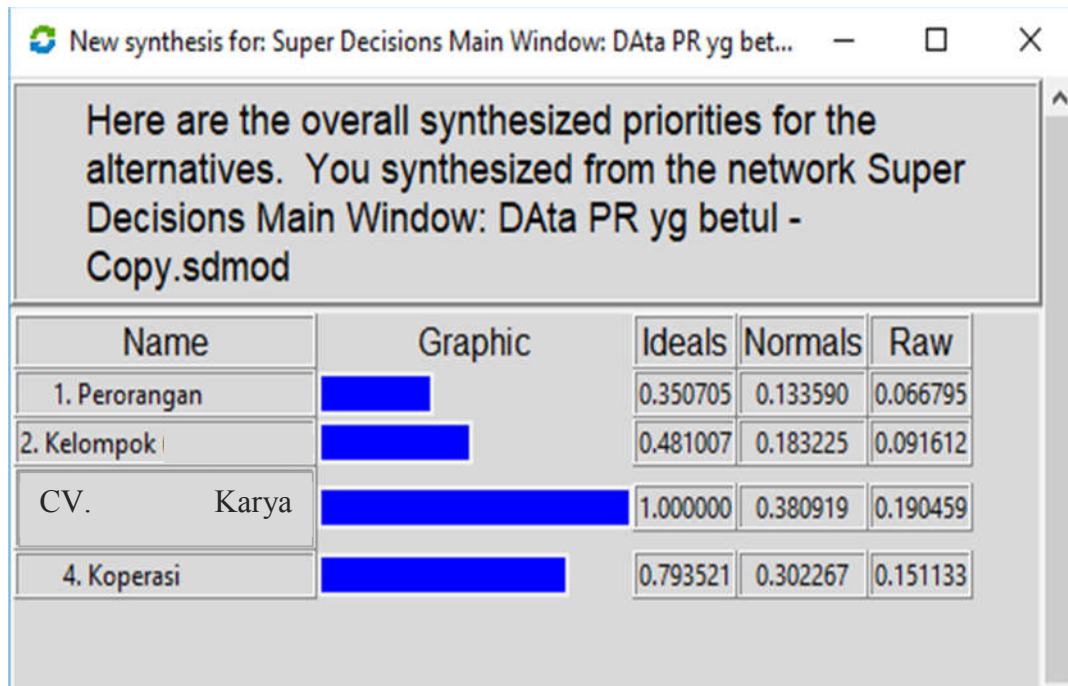 New synthesis for: Super Decisions Main Window: DAta PR yg bet...
Here are the overall synthesized priorities for the
alternatives. You synthesized from the network Super
Decisions Main Window: DAta PR yg betul -
Copy.sdmod
Name Graphic Ideals Normals Raw
1. Perorangan 0.350705 0.133590 0.066795
2. Kelompok 0.481007 0.183225 0.091612
CV. Karya 1.000000 0.380919 0.190459
4. Koperasi 0.793521 0.302267 0.151133